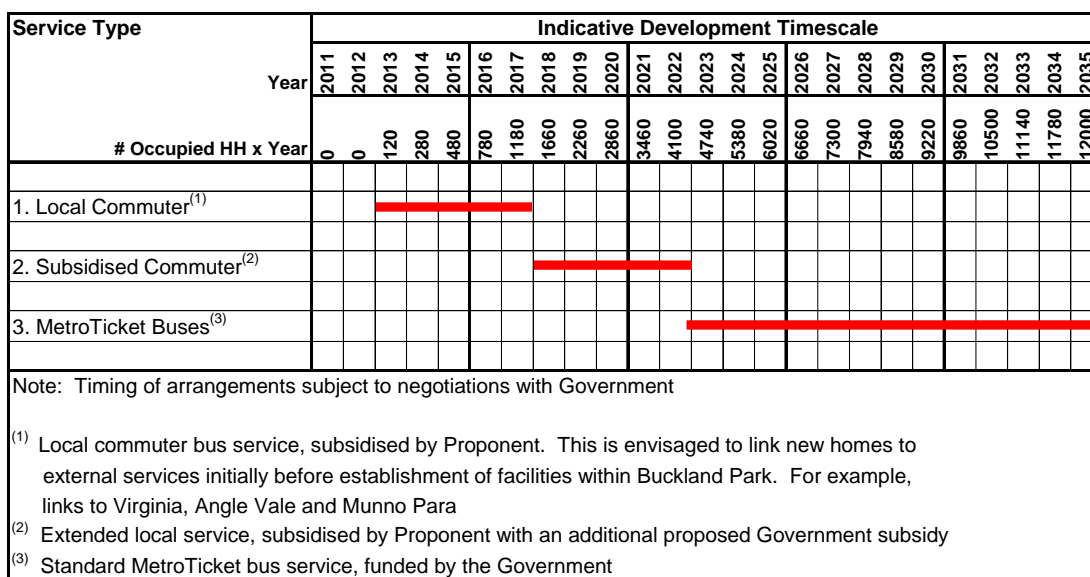 Service Type Indicative Development Timescale
Year 2011 2012 2013 2014 2015 2016 2017 2018 2019 2020 2021 2022 2023 2024 2025 2026 2027 2028 2029 2030 2031 2032 2033 2034 2035
# Occupied HH x Year 0 0 120 280 480 780 1180 1660 2260 2860 3460 4100 4740 5380 6020 6660 7300 7940 8580 9220 9860 10500 11140 11780 12000
1. Local Commuter(1)
2. Subsidised Commuter(2)
3. MetroTicket Buses(3)
Note: Timing of arrangements subject to negotiations with Government
(1) Local commuter bus service, subsidised by Proponent. This is envisaged to link new homes to
external services initially before establishment of facilities within Buckland Park. For example,
links to Virginia, Angle Vale and Munno Para
(2) Extended local service, subsidised by Proponent with an additional proposed Government subsidy
(3) Standard MetroTicket bus service, funded by the Government